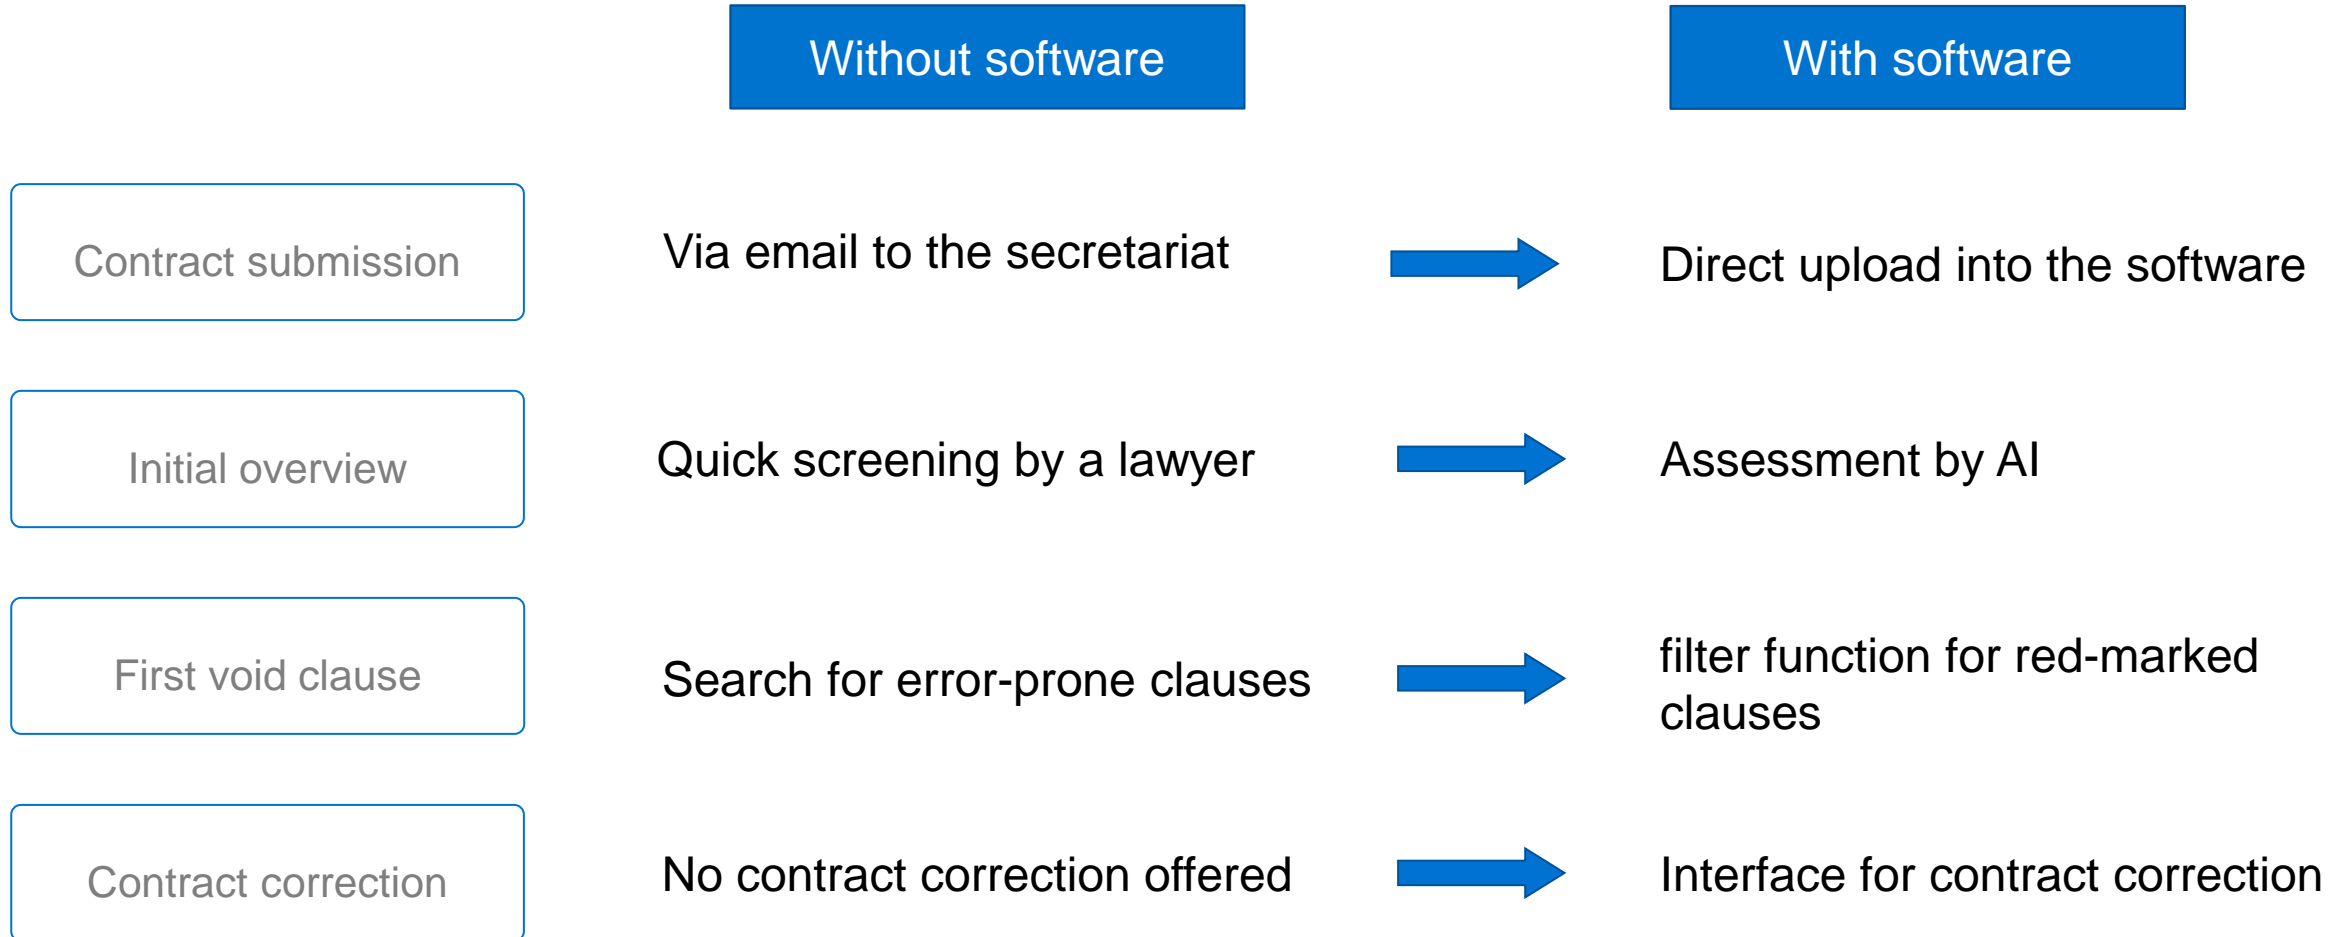 Without software
With software
Contract submission
Via email to the secretariat
Direct upload into the software
Initial overview
Quick screening by a lawyer
Assessment by AI
First void clause
Search for error-prone clauses
filter function for red-marked
clauses
Contract correction
No contract correction offered
Interface for contract correction